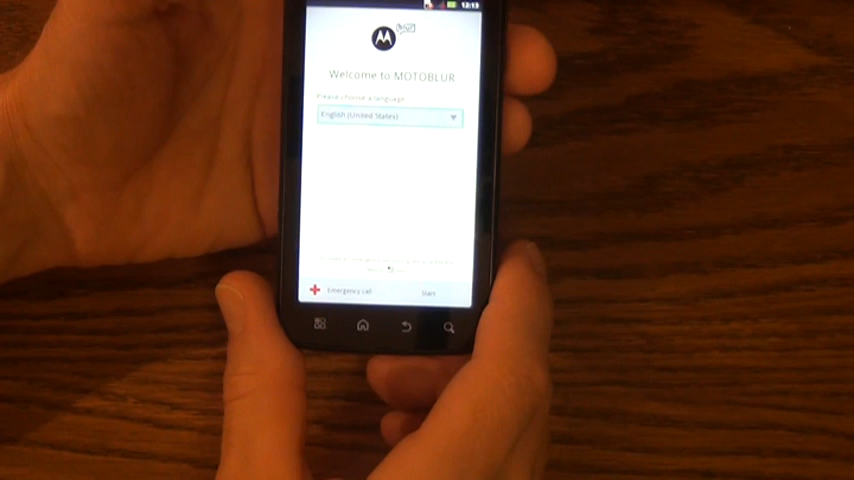 12:13
Welcome to MOTOBLUR
Please choose a language
English (United States)
Emergency call
Start